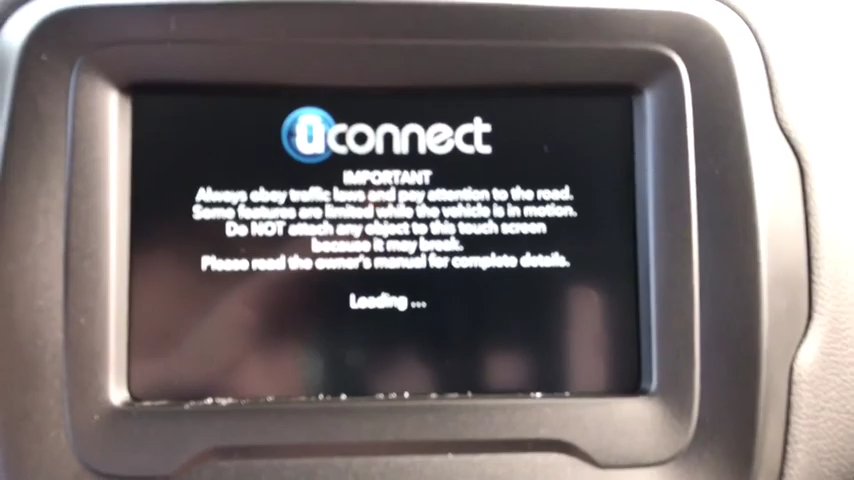 uconnect
IMPORTANT
Always obey traffic laws and pay attention to the road.
Some features are limited while the vehicle is in motion.
Do NOT attach any object to this touch screen
because it may break.
Please read the owner's manual for complete details.
Loading ...